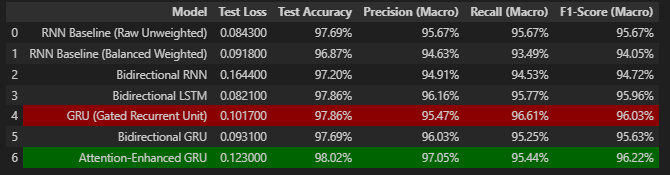 Model Test Loss Test Accuracy Precision (Macro) Recall (Macro) F1-Score (Macro)
0 RNN Baseline (Raw Unweighted) 0.084300 97.69% 95.67% 95.67% 95.67%
1 RNN Baseline (Balanced Weighted) 0.091800 96.87% 94.63% 93.49% 94.05%
2 Bidirectional RNN 0.164400 97.20% 94.91% 94.53% 94.72%
3 Bidirectional LSTM 0.082100 97.86% 96.16% 95.77% 95.96%
4 GRU (Gated Recurrent Unit) 0.101700 97.86% 95.47% 96.61% 96.03%
5 Bidirectional GRU 0.093100 97.69% 96.03% 95.25% 95.63%
6 Attention-Enhanced GRU 0.123000 98.02% 97.05% 95.44% 96.22%